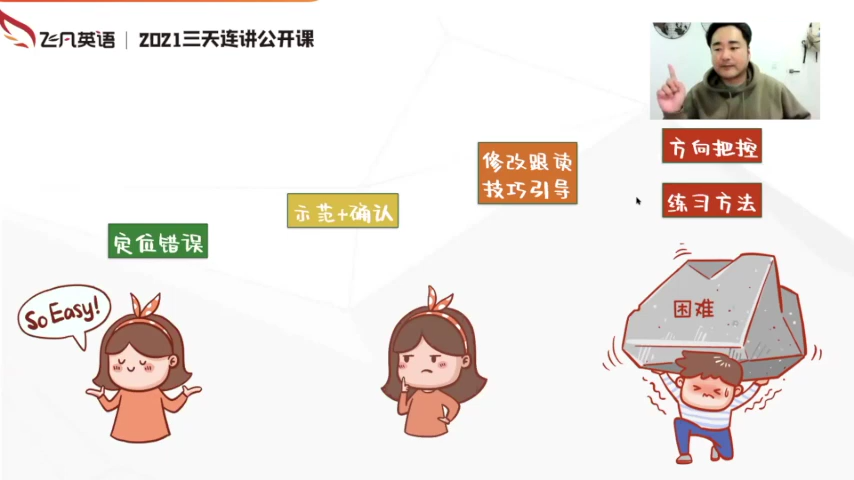 飞凡英语 | 2021三天连讲公开课
方向把控
修改跟读
技巧引导
练习方法
示范+确认
定位错误
So Easy!
困难